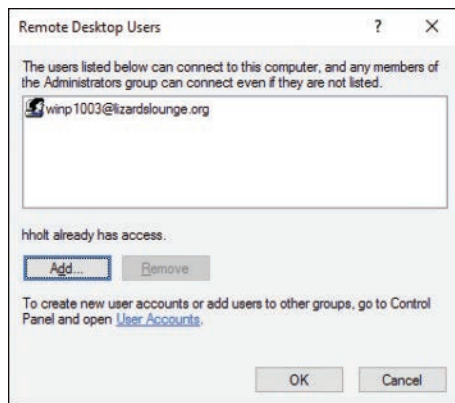 Remote Desktop Users ? ×
The users listed below can connect to this computer, and any members of
the Administrators group can connect even if they are not listed.
winp1003@lizardslounge.org
hholt already has access.
Add... Remove
To create new user accounts or add users to other groups, go to Control
Panel and open User Accounts.
OK Cancel